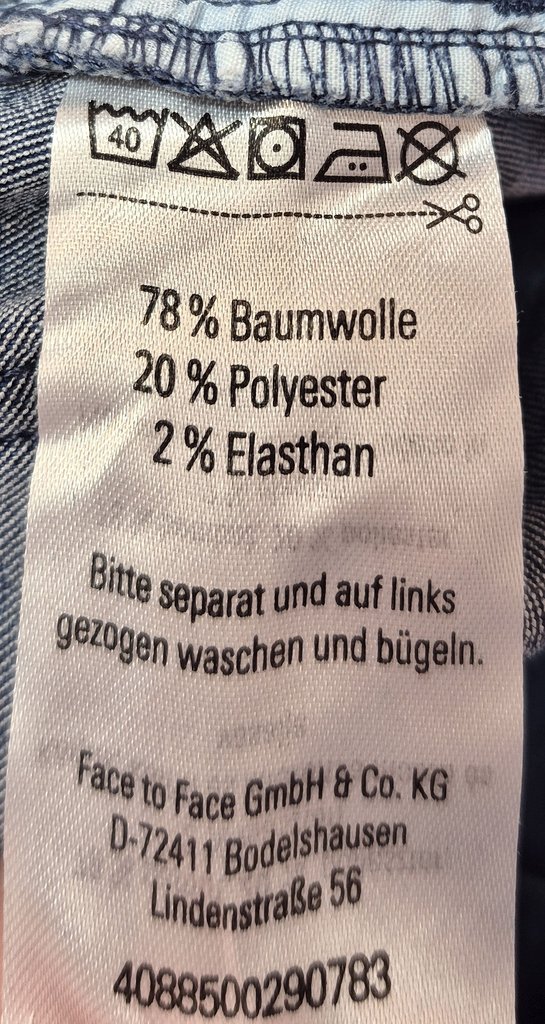 40
78 % Baumwolle
20 % Polyester
2 % Elasthan
Bitte separat und auf links
gezogen waschen und bügeln.
Face to Face GmbH & Co. KG
D-72411 Bodelshausen
Lindenstraße 56
4088500290783